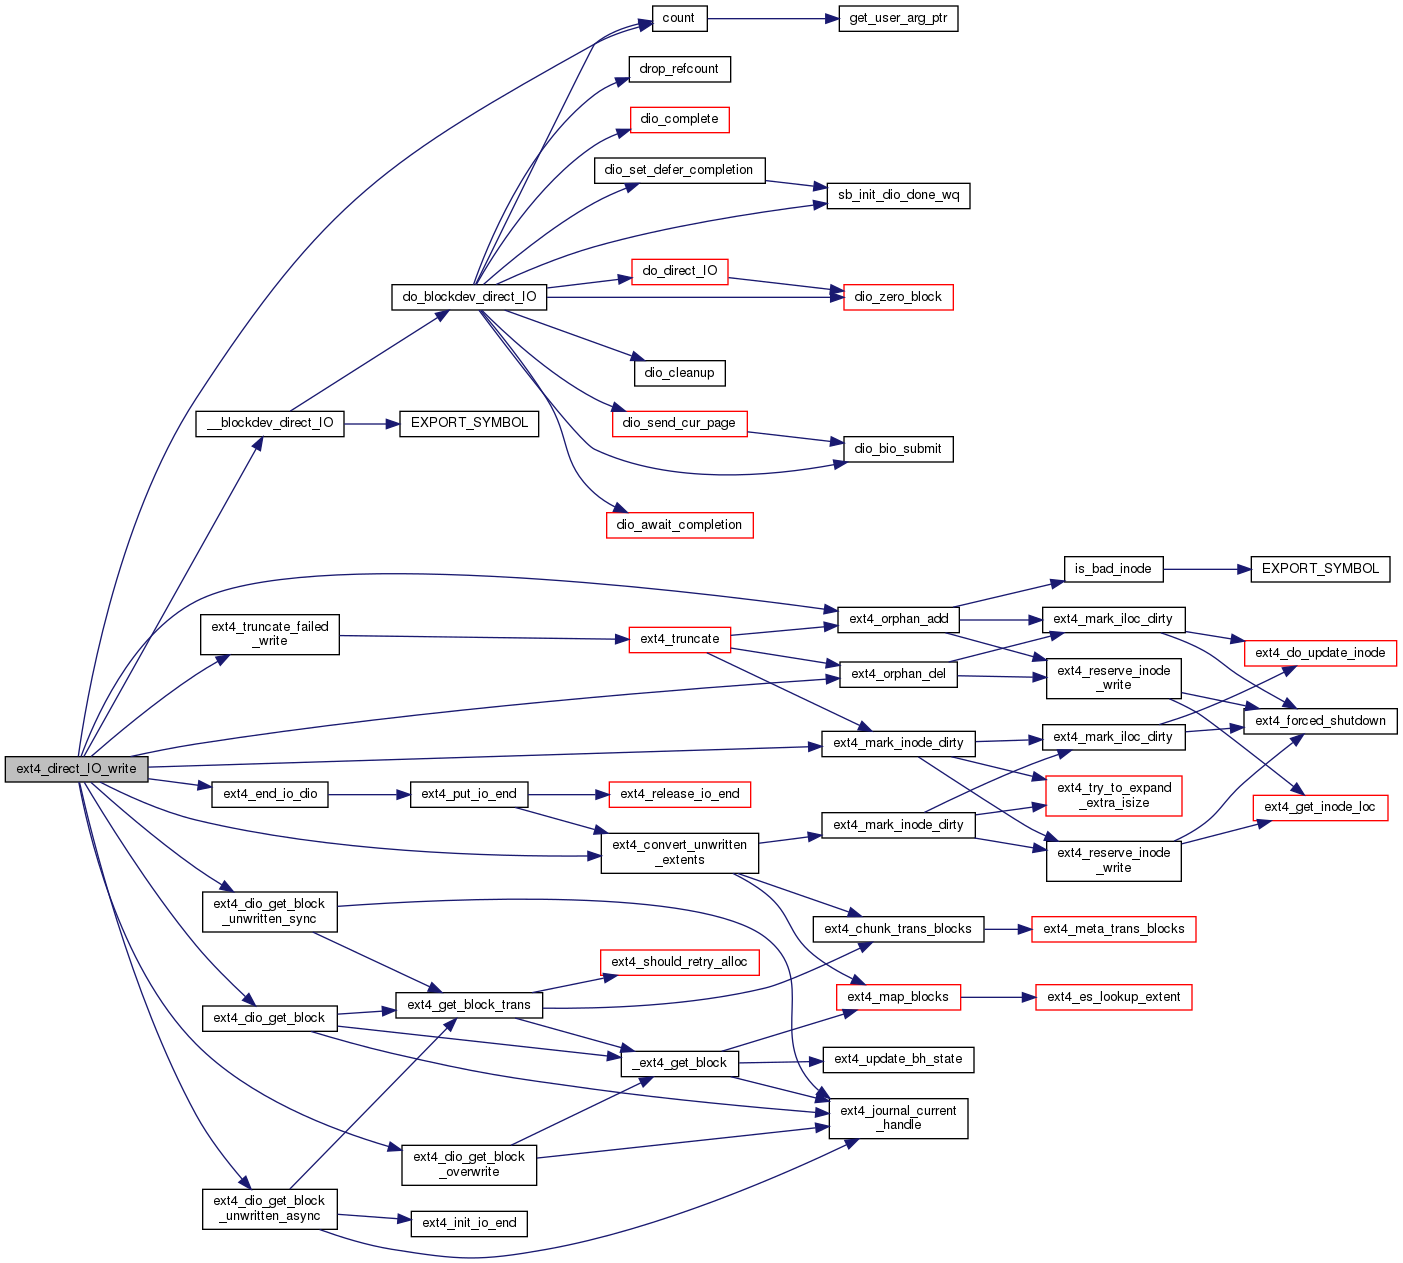 count
get_user_arg_ptr
drop_refcount
dio_complete
dio_set_defer_completion
sb_init_dio_done_wq
do_direct_IO
do_blockdev_direct_IO
dio_zero_block
dio_cleanup
__blockdev_direct_IO
EXPORT_SYMBOL
dio_send_cur_page
dio_bio_submit
dio_await_completion
is_bad_inode
EXPORT_SYMBOL
ext4_truncate_failed
_write
ext4_truncate
ext4_orphan_add
ext4_mark_iloc_dirty
ext4_do_update_inode
ext4_orphan_del
ext4_reserve_inode
_write
ext4_forced_shutdown
ext4_mark_inode_dirty
ext4_mark_iloc_dirty
ext4_direct_IO_write
ext4_end_io_dio
ext4_put_io_end
ext4_release_io_end
ext4_try_to_expand
_extra_isize
ext4_get_inode_loc
ext4_convert_unwritten
_extents
ext4_mark_inode_dirty
ext4_reserve_inode
_write
ext4_dio_get_block
_unwritten_sync
ext4_chunk_trans_blocks
ext4_meta_trans_blocks
ext4_should_retry_alloc
ext4_dio_get_block
ext4_get_block_trans
ext4_map_blocks
ext4_es_lookup_extent
_ext4_get_block
ext4_update_bh_state
ext4_journal_current
_handle
ext4_dio_get_block
_overwrite
ext4_dio_get_block
_unwritten_async
ext4_init_io_end